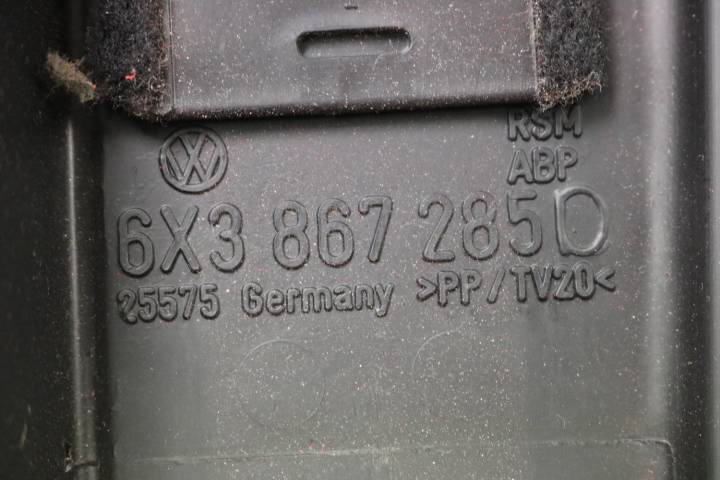 RSM
ABP
6X3 867 285D
25575 Germany >PP/TV20<